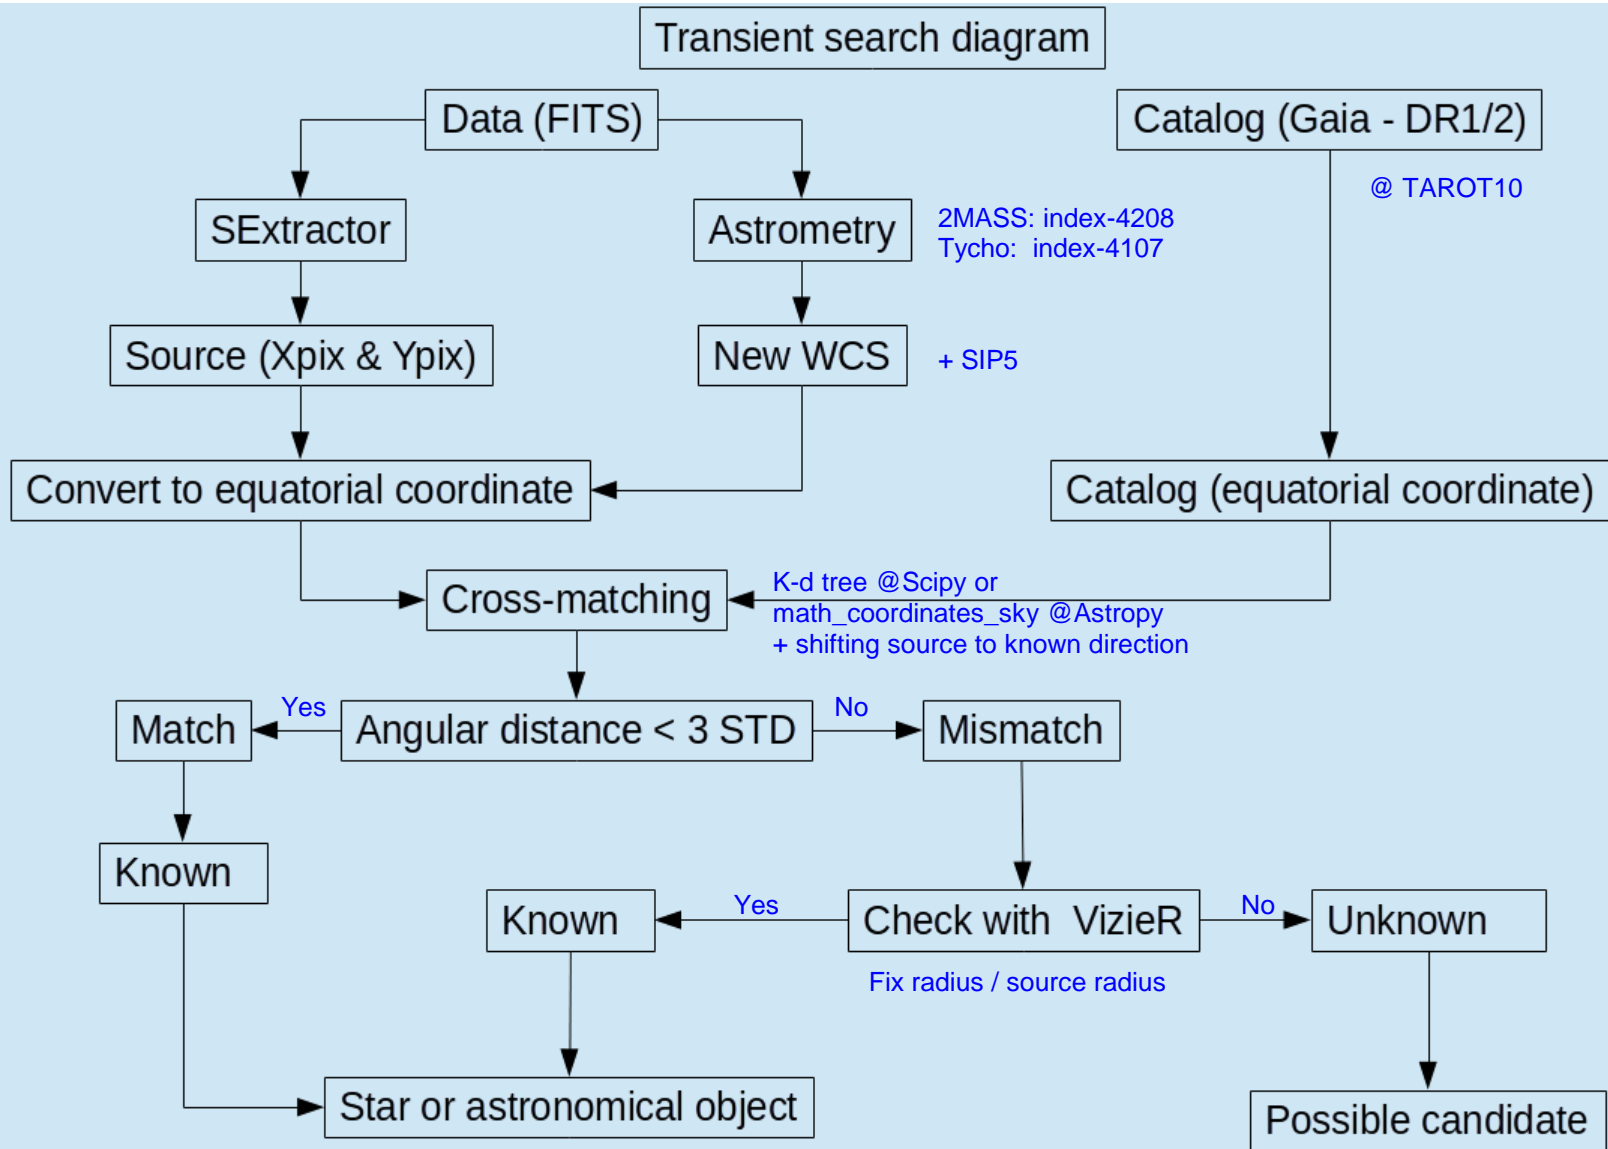 Transient search diagram
Data (FITS)
Catalog (Gaia - DR1/2)
@ TAROT10
SExtractor
Astrometry
2MASS: index-4208
Tycho: index-4107
Source (Xpix & Ypix)
New WCS
+ SIP5
Convert to equatorial coordinate
Catalog (equatorial coordinate)
Cross-matching
K-d tree @Scipy or
math_coordinates_sky @Astropy
+ shifting source to known direction
Match
Yes
Angular distance < 3 STD
No
Mismatch
Known
Known
Yes
Check with VizieR
No
Unknown
Fix radius / source radius
Star or astronomical object
Possible candidate